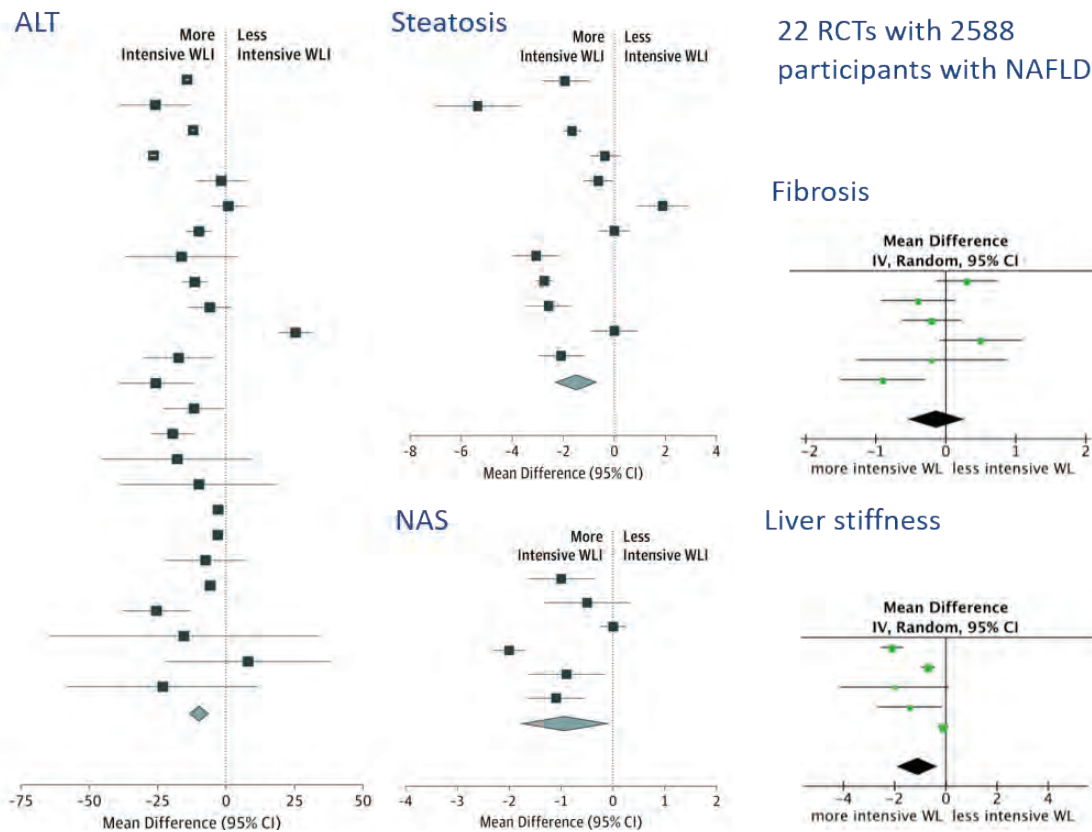 ALT
More Less
Intensive WLI Intensive WLI
-75 -50 -25 0 25 50
Mean Difference (95% CI)
Steatosis
More Less
Intensive WLI Intensive WLI
-8 -6 -4 -2 0 2 4
Mean Difference (95% CI)
NAS
More Less
Intensive WLI Intensive WLI
-4 -3 -2 -1 0 1 2
Mean Difference (95% CI)
22 RCTs with 2588
participants with NAFLD
Fibrosis
Mean Difference
IV, Random, 95% CI
-1 0 1 2
more intensive WL less intensive WL
Liver stiffness
Mean Difference
IV, Random, 95% CI
-4 -2 0 2 4
more intensive WL less intensive WL